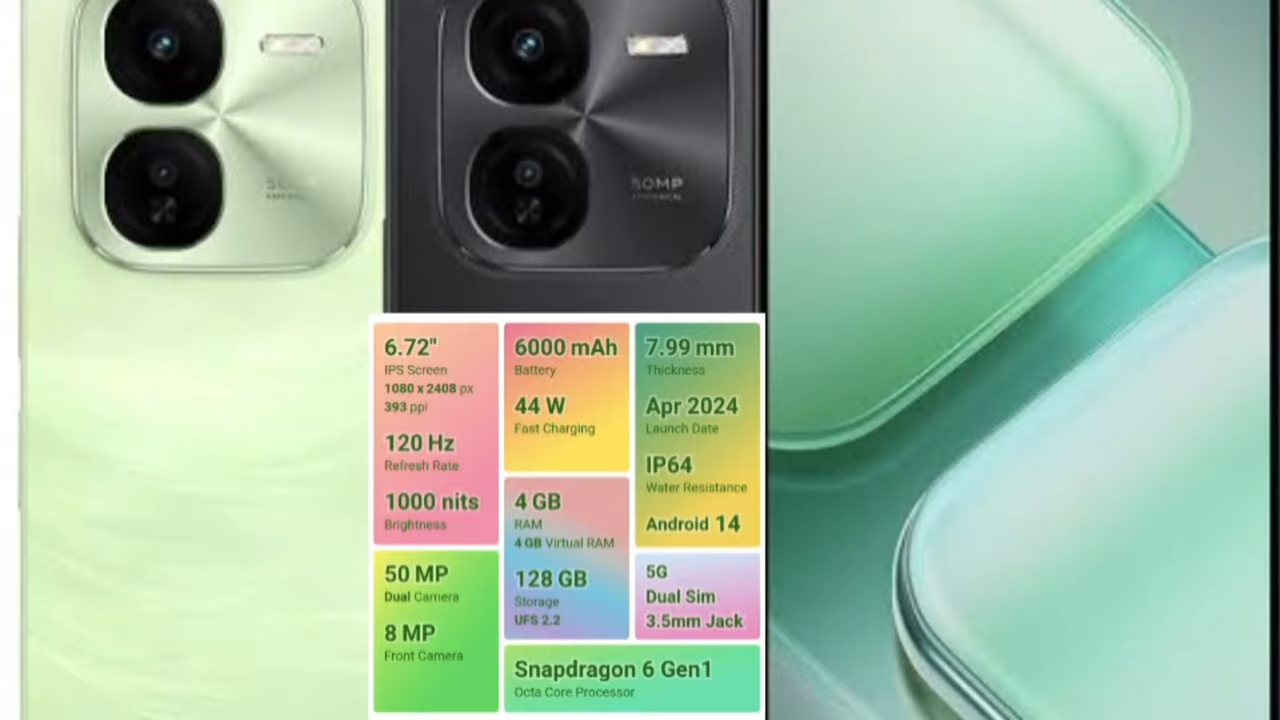 50MP
6.72"
IPS Screen
1080 x 2408 px
393 ppi
120 Hz
Refresh Rate
1000 nits
Brightness
50 MP
Dual Camera
8 MP
Front Camera
6000 mAh
Battery
44 W
Fast Charging
4 GB
RAM
4 GB Virtual RAM
128 GB
Storage
UFS 2.2
7.99 mm
Thickness
Apr 2024
Launch Date
IP64
Water Resistance
Android 14
5G
Dual Sim
3.5mm Jack
Snapdragon 6 Gen1
Octa Core Processor